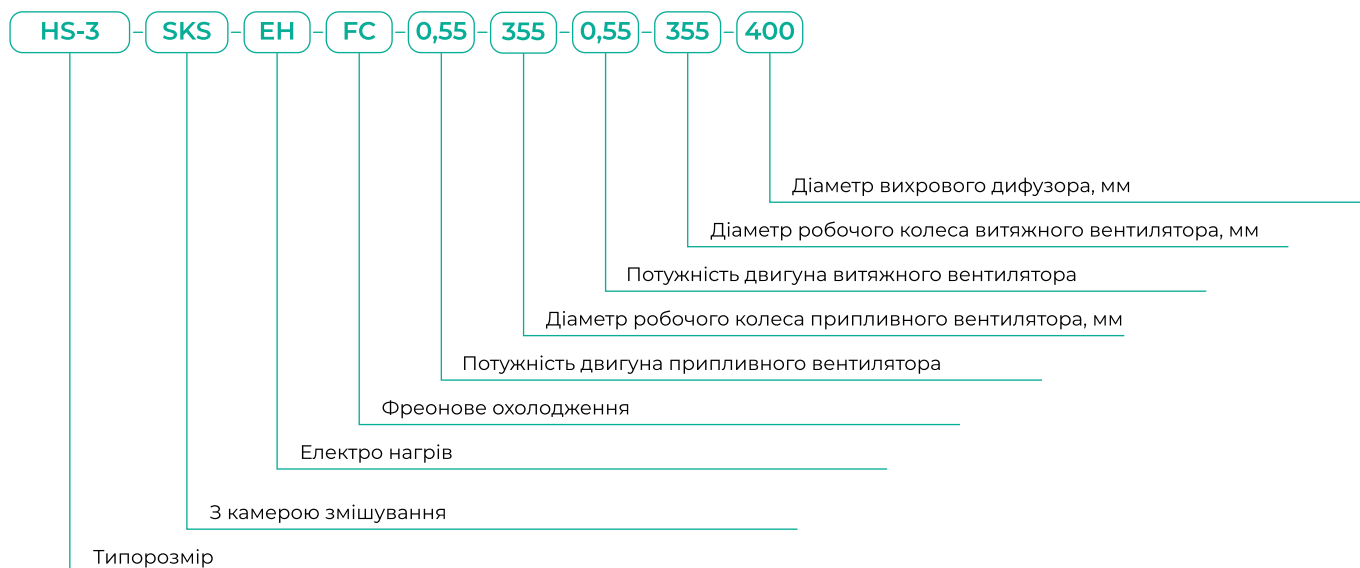 HS-3 – SKS – EH – FC – 0,55 – 355 – 0,55 – 355 – 400
Діаметр вихрового дифузора, мм
Діаметр робочого колеса витяжного вентилятора, мм
Потужність двигуна витяжного вентилятора
Діаметр робочого колеса припливного вентилятора, мм
Потужність двигуна припливного вентилятора
Фреонове охолодження
Електро нагрів
З камерою змішування
Типорозмір